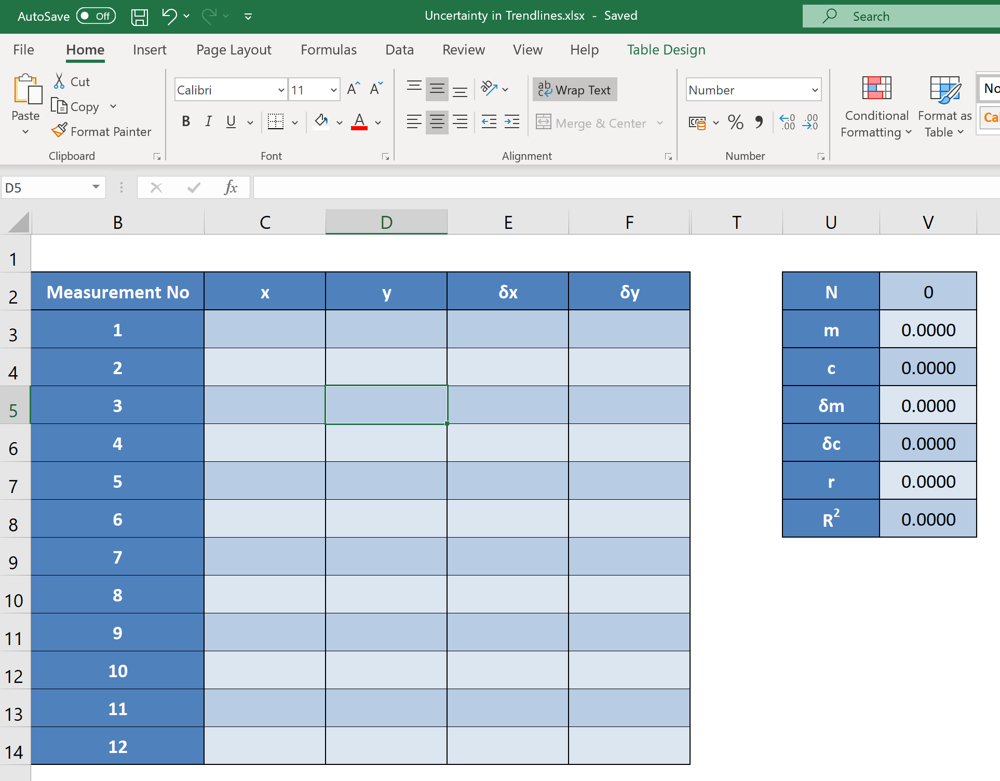 AutoSave Off Uncertainty in Trendlines.xlsx - Saved Search
File Home Insert Page Layout Formulas Data Review View Help Table Design
Paste
Cut
Copy
Format Painter
Clipboard
Calibri 11
B I U
Font
Wrap Text
Merge & Center
Alignment
Number
%
Number
Conditional Formatting
Format as Table
D5
fx
B C D E F T U V
1
2 Measurement No x y δx δy N 0
3 1 m 0.0000
4 2 c 0.0000
5 3 δm 0.0000
6 4 δc 0.0000
7 5 r 0.0000
8 6 R² 0.0000
9 7
10 8
11 9
12 10
13 11
14 12